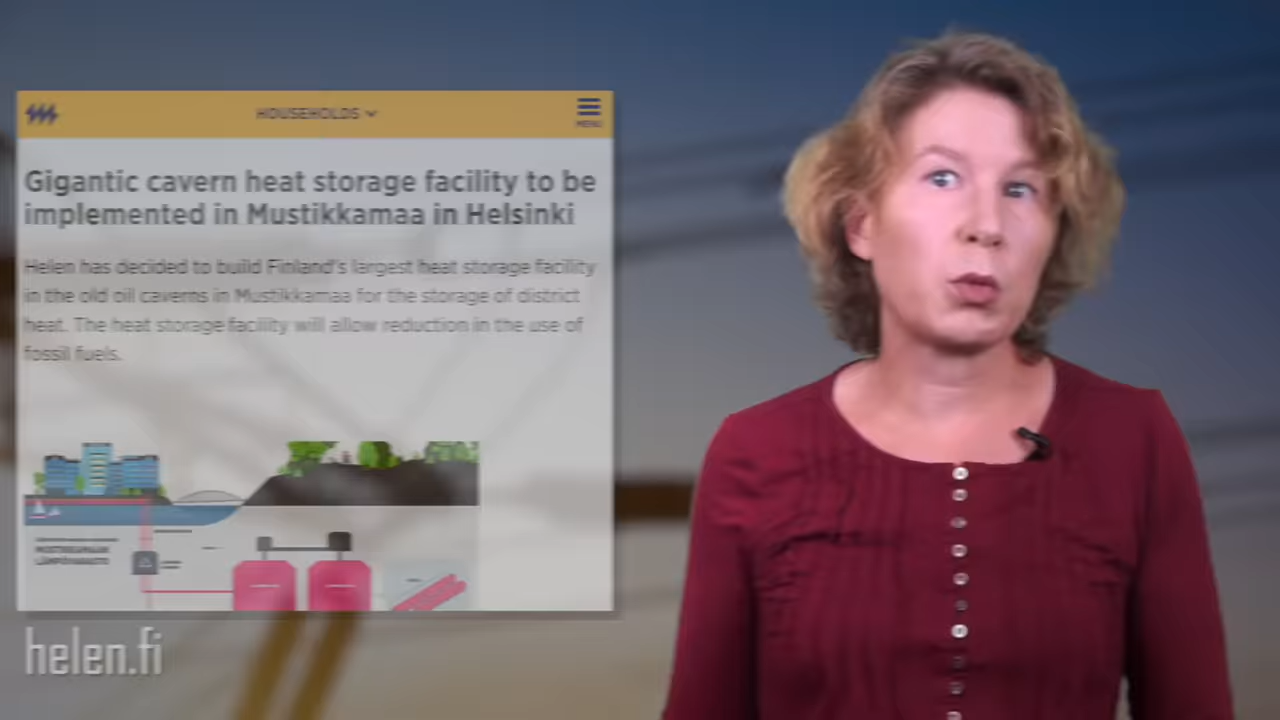 HOUSEHOLDS
MENU
Gigantic cavern heat storage facility to be
implemented in Mustikkamaa in Helsinki
Helen has decided to build Finland's largest heat storage facility
in the old oil caverns in Mustikkamaa for the storage of district
heat. The heat storage facility will allow reduction in the use of
fossil fuels.
helen.fi